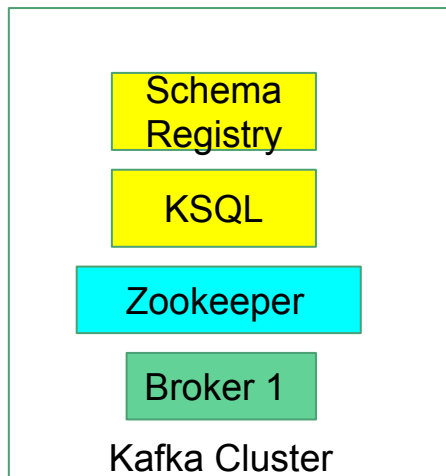 Schema
Registry
KSQL
Zookeeper
Broker 1
Kafka Cluster